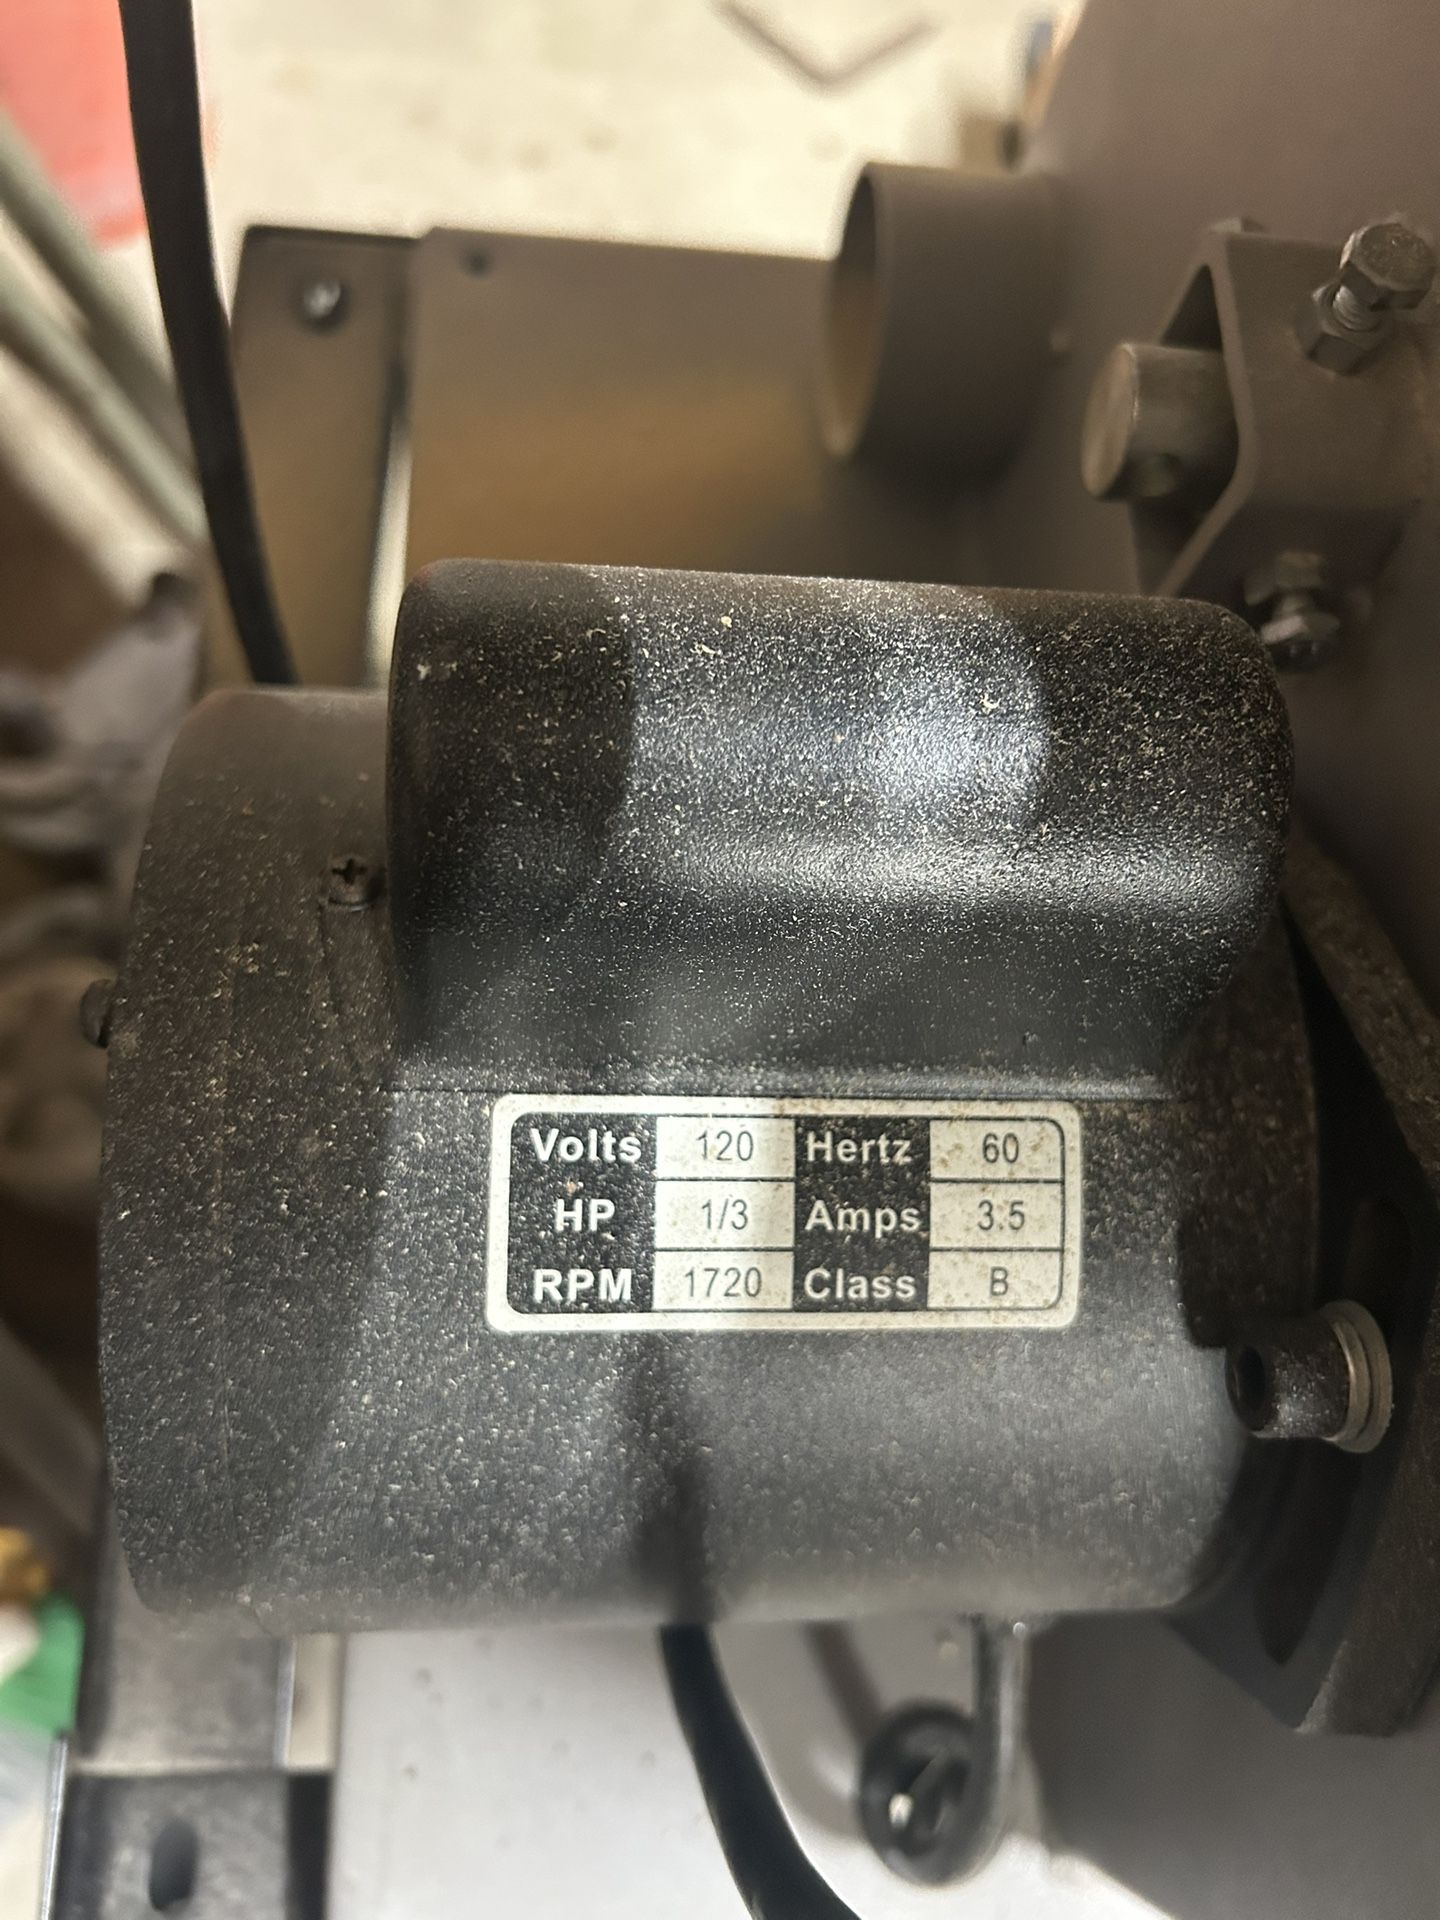 Volts 120 Hertz 60
HP 1/3 Amps 3.5
RPM 1720 Class B